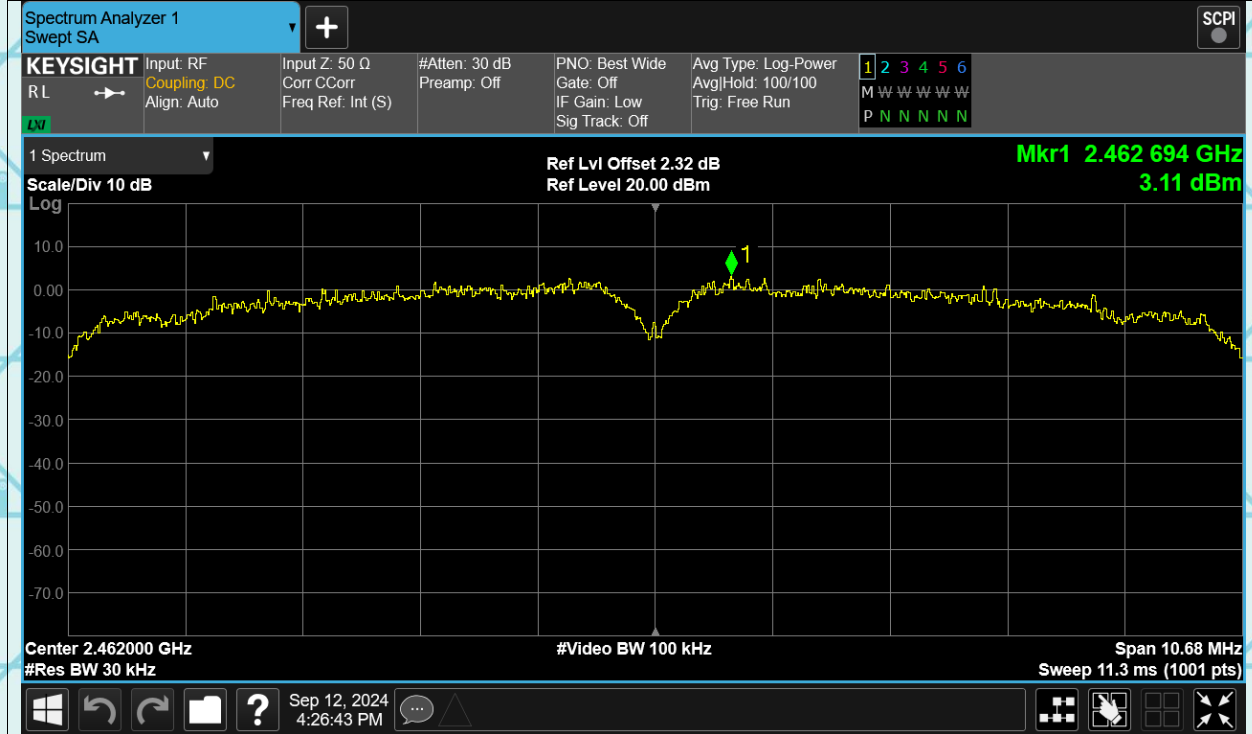 Spectrum Analyzer 1
Swept SA
+
SCPI
KEYSIGHT
R L
LXI
Input: RF
Coupling: DC
Align: Auto
Input Z: 50 Ω
Corr CCorr
Freq Ref: Int (S)
#Atten: 30 dB
Preamp: Off
PNO: Best Wide
Gate: Off
IF Gain: Low
Sig Track: Off
Avg Type: Log-Power
Avg|Hold: 100/100
Trig: Free Run
1 2 3 4 5 6
M W W W W W
P N N N N N
1 Spectrum
Scale/Div 10 dB
Log
Ref Lvl Offset 2.32 dB
Ref Level 20.00 dBm
Mkr1 2.462 694 GHz
3.11 dBm
1
10.0
0.00
-10.0
-20.0
-30.0
-40.0
-50.0
-60.0
-70.0
Center 2.462000 GHz
#Res BW 30 kHz
#Video BW 100 kHz
Span 10.68 MHz
Sweep 11.3 ms (1001 pts)
?
Sep 12, 2024
4:26:43 PM